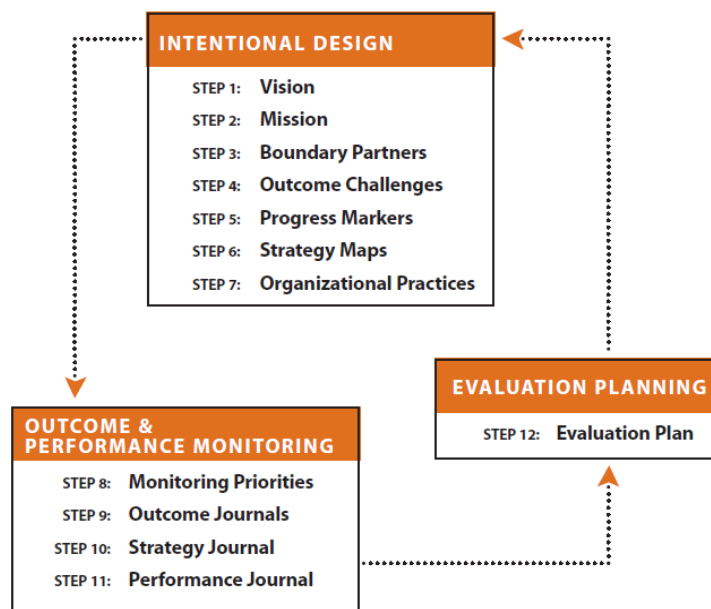 INTENTIONAL DESIGN
STEP 1: Vision
STEP 2: Mission
STEP 3: Boundary Partners
STEP 4: Outcome Challenges
STEP 5: Progress Markers
STEP 6: Strategy Maps
STEP 7: Organizational Practices
OUTCOME &
PERFORMANCE MONITORING
STEP 8: Monitoring Priorities
STEP 9: Outcome Journals
STEP 10: Strategy Journal
STEP 11: Performance Journal
EVALUATION PLANNING
STEP 12: Evaluation Plan